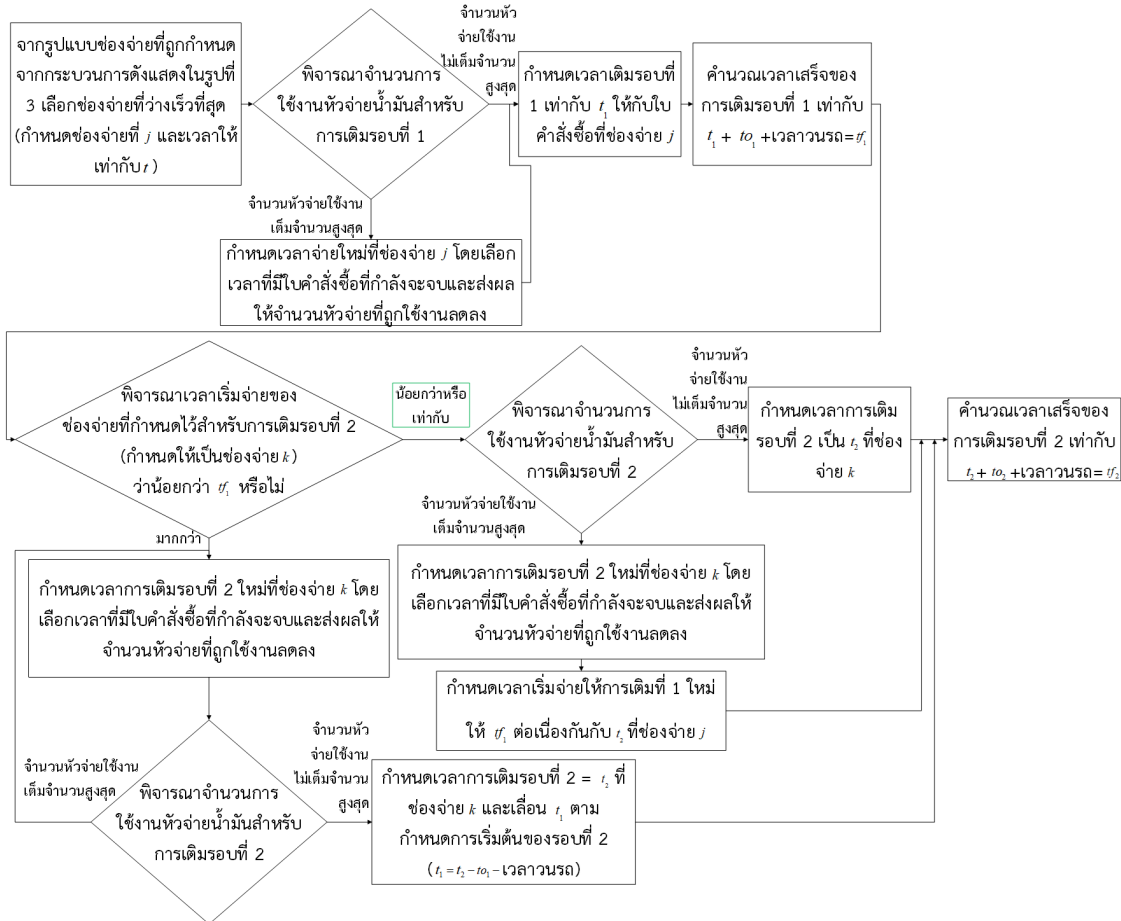 จากรูปแบบช่องจ่ายที่ถูกกำหนด
จากกระบวนการดังแสดงในรูปที่
3 เลือกช่องจ่ายที่ว่างเร็วที่สุด
(กำหนดช่องจ่ายที่ j และเวลาให้
เท่ากับ t )
พิจารณาจำนวนการ
ใช้งานหัวจ่ายน้ำมันสำหรับ
การเติมรอบที่ 1
จำนวนหัว
จ่ายใช้งาน
ไม่เต็มจำนวน
สูงสุด
กำหนดเวลาเติมรอบที่
1 เท่ากับ t₁ ให้กับใบ
คำสั่งซื้อที่ช่องจ่าย j
คำนวณเวลาเสร็จของ
การเติมรอบที่ 1 เท่ากับ
t₁ + to₁ +เวลาวนรถ=tf₁
จำนวนหัวจ่ายใช้งาน
เต็มจำนวนสูงสุด
กำหนดเวลาจ่ายใหม่ที่ช่องจ่าย j โดยเลือก
เวลาที่มีใบคำสั่งซื้อที่กำลังจะจบและส่งผล
ให้จำนวนหัวจ่ายที่ถูกใช้งานลดลง
พิจารณาเวลาเริ่มจ่ายของ
ช่องจ่ายที่กำหนดไว้สำหรับการเติมรอบที่ 2
(กำหนดให้เป็นช่องจ่าย k )
ว่าน้อยกว่า tf₁ หรือไม่
น้อยกว่าหรือ
เท่ากับ
พิจารณาจำนวนการ
ใช้งานหัวจ่ายน้ำมันสำหรับ
การเติมรอบที่ 2
จำนวนหัว
จ่ายใช้งาน
ไม่เต็มจำนวน
สูงสุด
กำหนดเวลาการเติม
รอบที่ 2 เป็น t₂ ที่ช่อง
จ่าย k
คำนวณเวลาเสร็จของ
การเติมรอบที่ 2 เท่ากับ
t₂ + to₂ +เวลาวนรถ=tf₂
มากกว่า
กำหนดเวลาการเติมรอบที่ 2 ใหม่ที่ช่องจ่าย k โดย
เลือกเวลาที่มีใบคำสั่งซื้อที่กำลังจะจบและส่งผลให้
จำนวนหัวจ่ายที่ถูกใช้งานลดลง
จำนวนหัวจ่ายใช้งาน
เต็มจำนวนสูงสุด
กำหนดเวลาการเติมรอบที่ 2 ใหม่ที่ช่องจ่าย k โดย
เลือกเวลาที่มีใบคำสั่งซื้อที่กำลังจะจบและส่งผลให้
จำนวนหัวจ่ายที่ถูกใช้งานลดลง
กำหนดเวลาเริ่มจ่ายให้การเติมที่ 1 ใหม่
ให้ tf₁ ต่อเนื่องกันกับ t₂ ที่ช่องจ่าย j
จำนวนหัวจ่ายใช้งาน
เต็มจำนวนสูงสุด
พิจารณาจำนวนการ
ใช้งานหัวจ่ายน้ำมันสำหรับ
การเติมรอบที่ 2
จำนวนหัว
จ่ายใช้งาน
ไม่เต็มจำนวน
สูงสุด
กำหนดเวลาการเติมรอบที่ 2 = t₂ ที่
ช่องจ่าย k และเลื่อน t₁ ตาม
กำหนดการเริ่มต้นของรอบที่ 2
(t₁ = t₂ − to₁ − เวลาวนรถ)